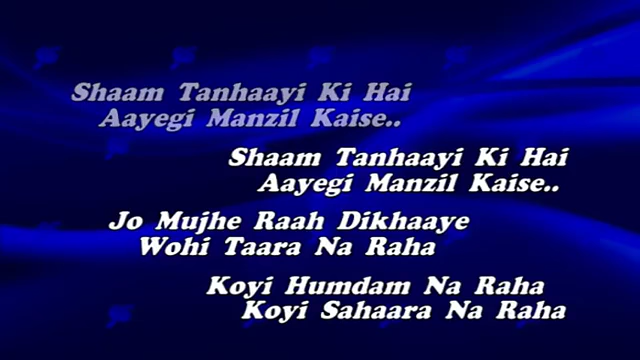 Shaam Tanhaayi Ki Hai
Aayegi Manzil Kaise..
Shaam Tanhaayi Ki Hai
Aayegi Manzil Kaise..
Jo Mujhe Raah Dikhaaye
Wohi Taara Na Raha
Koyi Humdam Na Raha
Koyi Sahaara Na Raha